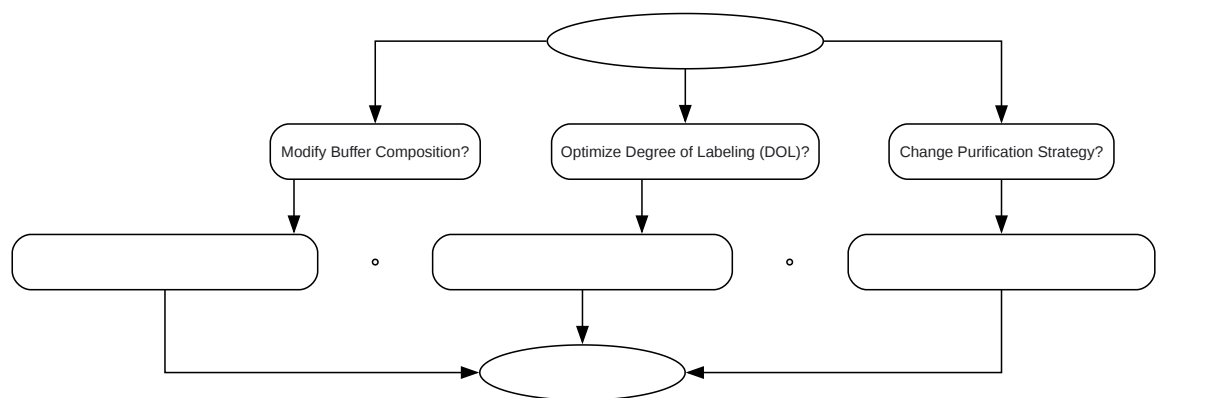 Modify Buffer Composition?
Optimize Degree of Labeling (DOL)?
Change Purification Strategy?